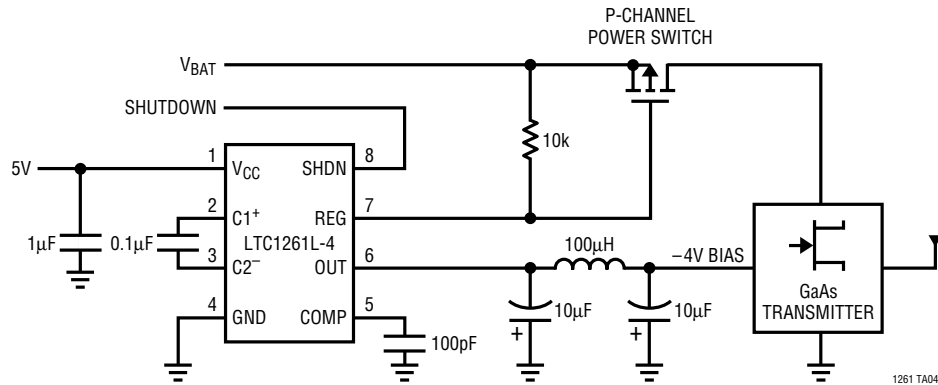 P-CHANNEL
POWER SWITCH
VBAT
SHUTDOWN
10k
5V
1
VCC
SHDN
8
2
C1+
REG
7
1µF
0.1µF
LTC1261L-4
100µH
3
C2–
OUT
6
–4V BIAS
4
GND
COMP
5
10µF
+
10µF
+
100pF
GaAs
TRANSMITTER
1261 TA04